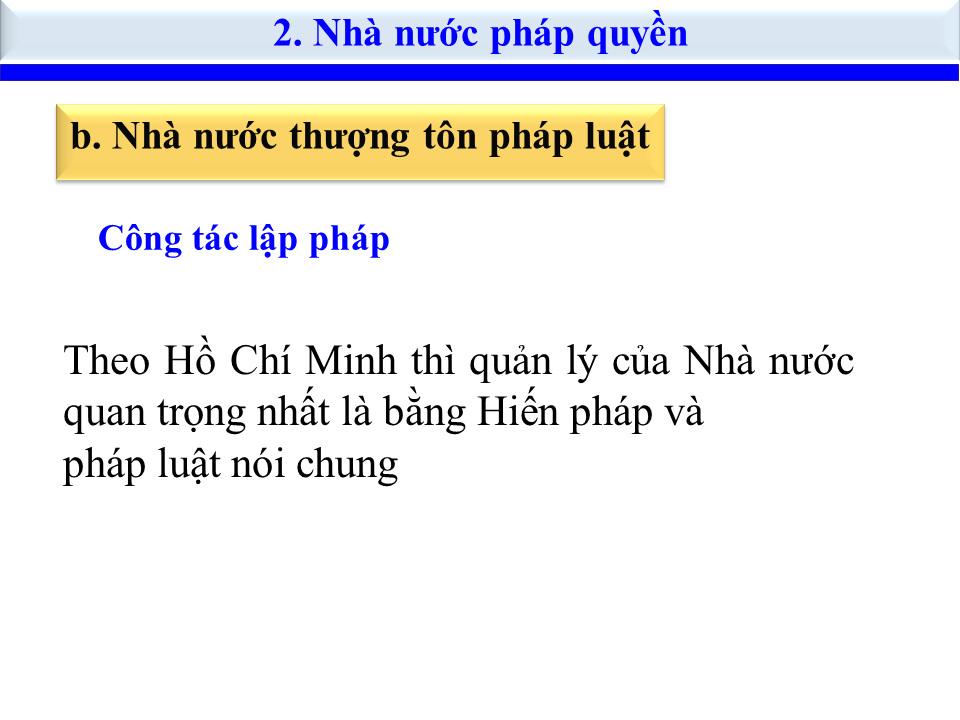 2. Nhà nước pháp quyền
b. Nhà nước thượng tôn pháp luật
Công tác lập pháp
Theo Hồ Chí Minh thì quản lý của Nhà nước
quan trọng nhất là bằng Hiến pháp và
pháp luật nói chung